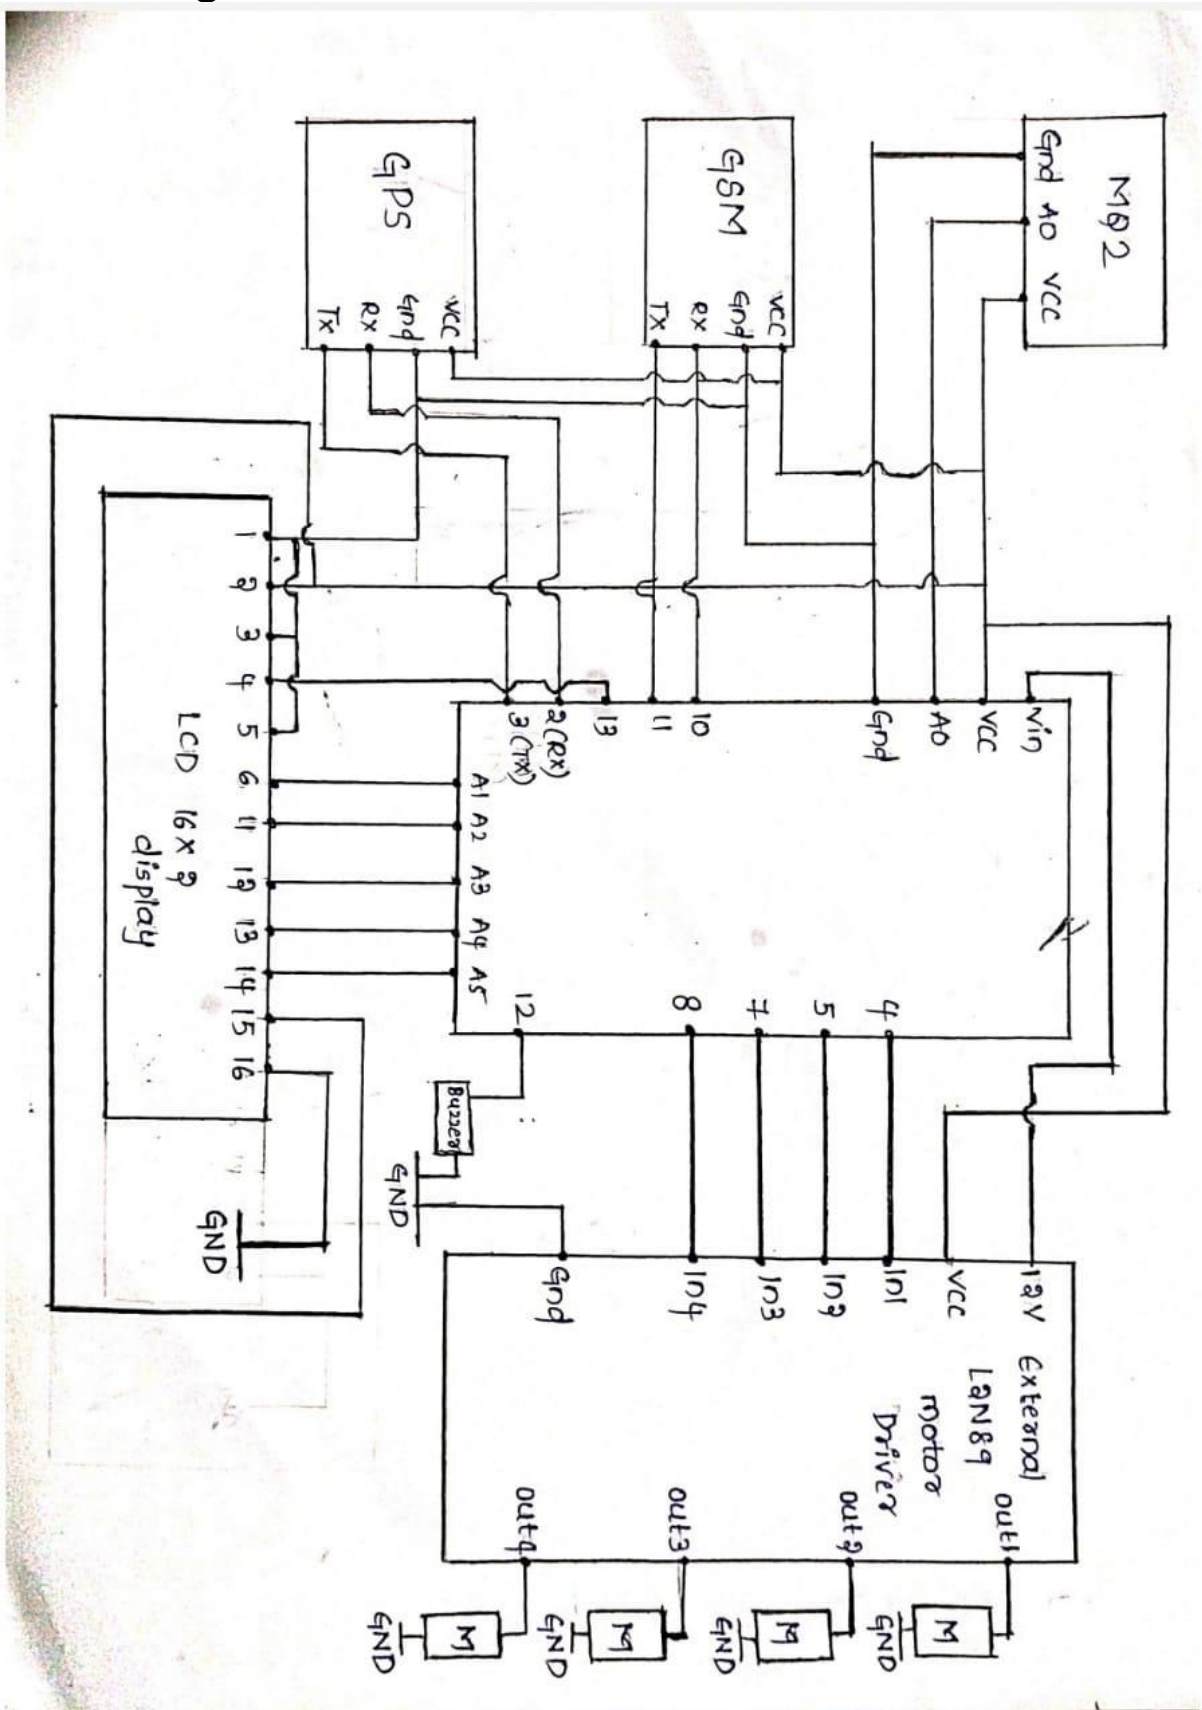 MQ2
Gnd A0 VCC
GSM
VCC
Gnd
RX
TX
GPS
VCC
Gnd
RX
TX
Vin
VCC
A0
Gnd
10
11
13
2(RX)
3(TX)
4
5
7
8
12
A1 A2 A3 A4 A5
Buzzer
GND
12V External
VCC
L2N89
motor
Driver
In1
In2
In3
In4
Gnd
out1
out2
out3
out4
M
GND
M
GND
M
GND
M
GND
1 2 3 4 5 6 11 12 13 14 15 16
LCD 16x2
display
GND